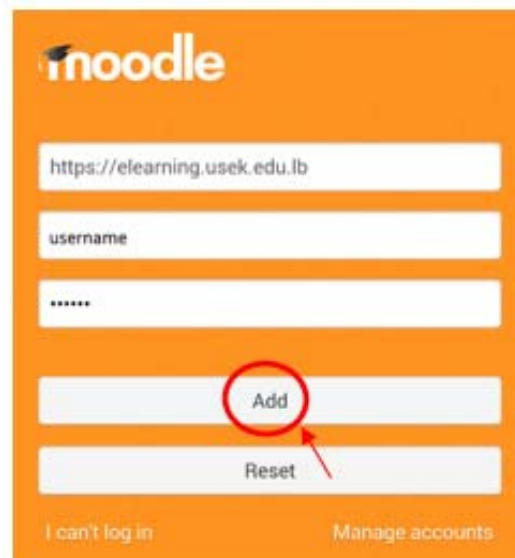 moodle
https://elearning.usek.edu.lb
username
••••••
Add
Reset
I can't log in
Manage accounts